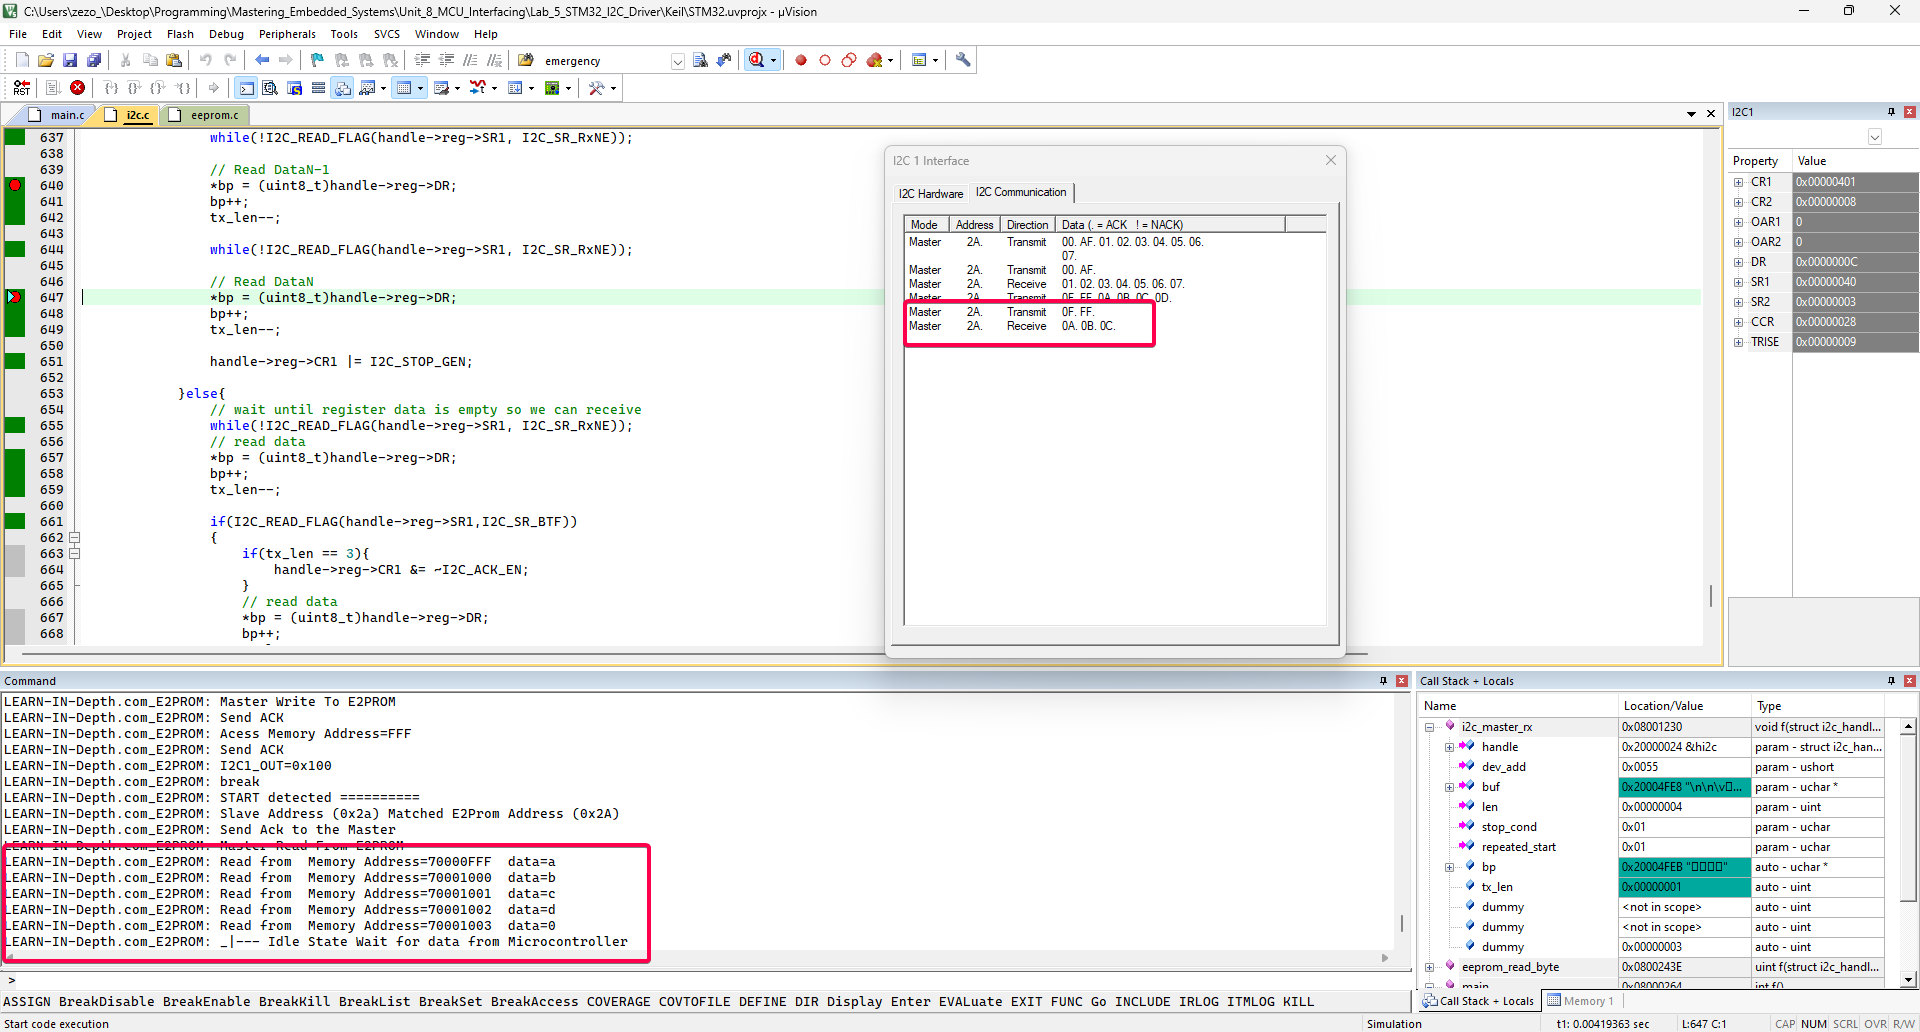 C:\Users\zezo_\Desktop\Programming\Mastering_Embedded_Systems\Unit_8_MCU_Interfacing\Lab_5_STM32_I2C_Driver\Keil\STM32.uvprojx - µVision
File Edit View Project Flash Debug Peripherals Tools SVCS Window Help
emergency
RST
main.c i2c.c eeprom.c
637 while(!I2C_READ_FLAG(handle->reg->SR1, I2C_SR_RxNE));
638
639 // Read DataN-1
640 *bp = (uint8_t)handle->reg->DR;
641 bp++;
642 tx_len--;
643
644 while(!I2C_READ_FLAG(handle->reg->SR1, I2C_SR_RxNE));
645
646 // Read DataN
647 *bp = (uint8_t)handle->reg->DR;
648 bp++;
649 tx_len--;
650
651 handle->reg->CR1 |= I2C_STOP_GEN;
652
653 }else{
654 // wait until register data is empty so we can receive
655 while(!I2C_READ_FLAG(handle->reg->SR1, I2C_SR_RxNE));
656 // read data
657 *bp = (uint8_t)handle->reg->DR;
658 bp++;
659 tx_len--;
660
661 if(I2C_READ_FLAG(handle->reg->SR1,I2C_SR_BTF))
662 {
663 if(tx_len == 3){
664 handle->reg->CR1 &= ~I2C_ACK_EN;
665 }
666 // read data
667 *bp = (uint8_t)handle->reg->DR;
668 bp++;
I2C 1 Interface
I2C Hardware I2C Communication
Mode Address Direction Data (. = ACK ! = NACK)
Master 2A. Transmit 00. AF. 01. 02. 03. 04. 05. 06.
07.
Master 2A. Transmit 00. AF.
Master 2A. Receive 01. 02. 03. 04. 05. 06. 07.
Master 2A. Transmit 0F. FF. 0A. 0B. 0C. 0D.
Master 2A. Transmit 0F. FF.
Master 2A. Receive 0A. 0B. 0C.
I2C1
Property Value
CR1 0x00000401
CR2 0x00000008
OAR1 0
OAR2 0
DR 0x0000000C
SR1 0x00000040
SR2 0x00000003
CCR 0x00000028
TRISE 0x00000009
Command
LEARN-IN-Depth.com_E2PROM: Master Write To E2PROM
LEARN-IN-Depth.com_E2PROM: Send ACK
LEARN-IN-Depth.com_E2PROM: Acess Memory Address=FFF
LEARN-IN-Depth.com_E2PROM: Send ACK
LEARN-IN-Depth.com_E2PROM: I2C1_OUT=0x100
LEARN-IN-Depth.com_E2PROM: break
LEARN-IN-Depth.com_E2PROM: START detected ==========
LEARN-IN-Depth.com_E2PROM: Slave Address (0x2a) Matched E2Prom Address (0x2A)
LEARN-IN-Depth.com_E2PROM: Send Ack to the Master
LEARN-IN-Depth.com_E2PROM: Master Read From E2PROM
LEARN-IN-Depth.com_E2PROM: Read from Memory Address=70000FFF data=a
LEARN-IN-Depth.com_E2PROM: Read from Memory Address=70001000 data=b
LEARN-IN-Depth.com_E2PROM: Read from Memory Address=70001001 data=c
LEARN-IN-Depth.com_E2PROM: Read from Memory Address=70001002 data=d
LEARN-IN-Depth.com_E2PROM: Read from Memory Address=70001003 data=0
LEARN-IN-Depth.com_E2PROM: _|--- Idle State Wait for data from Microcontroller
>
ASSIGN BreakDisable BreakEnable BreakKill BreakList BreakSet BreakAccess COVERAGE COVTOFILE DEFINE DIR Display Enter EVALuate EXIT FUNC Go INCLUDE IRLOG ITMLOG KILL
Call Stack + Locals
Name Location/Value Type
i2c_master_rx 0x08001230 void f(struct i2c_handl...
handle 0x20000024 &hi2c param - struct i2c_han...
dev_add 0x0055 param - ushort
buf 0x20004FE8 "\n\n\v▯... param - uchar *
len 0x00000004 param - uint
stop_cond 0x01 param - uchar
repeated_start 0x01 param - uchar
bp 0x20004FEB "▯▯▯▯" auto - uchar *
tx_len 0x00000001 auto - uint
dummy <not in scope> auto - uint
dummy <not in scope> auto - uint
dummy 0x00000003 auto - uint
eeprom_read_byte 0x0800243E uint f(struct i2c_handl...
main 0x08000264 int f()
Call Stack + Locals Memory 1
Start code execution Simulation t1: 0.00419363 sec L:647 C:1 CAP NUM SCRL OVR R/W